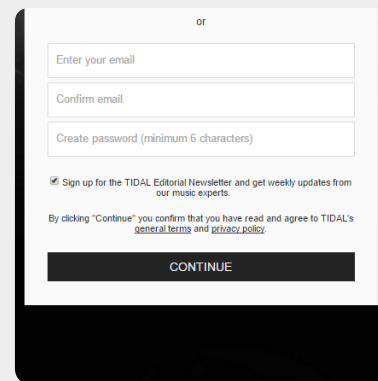 or
Enter your email
Confirm email
Create password (minimum 6 characters)
Sign up for the TIDAL Editorial Newsletter and get weekly updates from
our music experts.
By clicking "Continue" you confirm that you have read and agree to TIDAL's
general terms and privacy policy.
CONTINUE